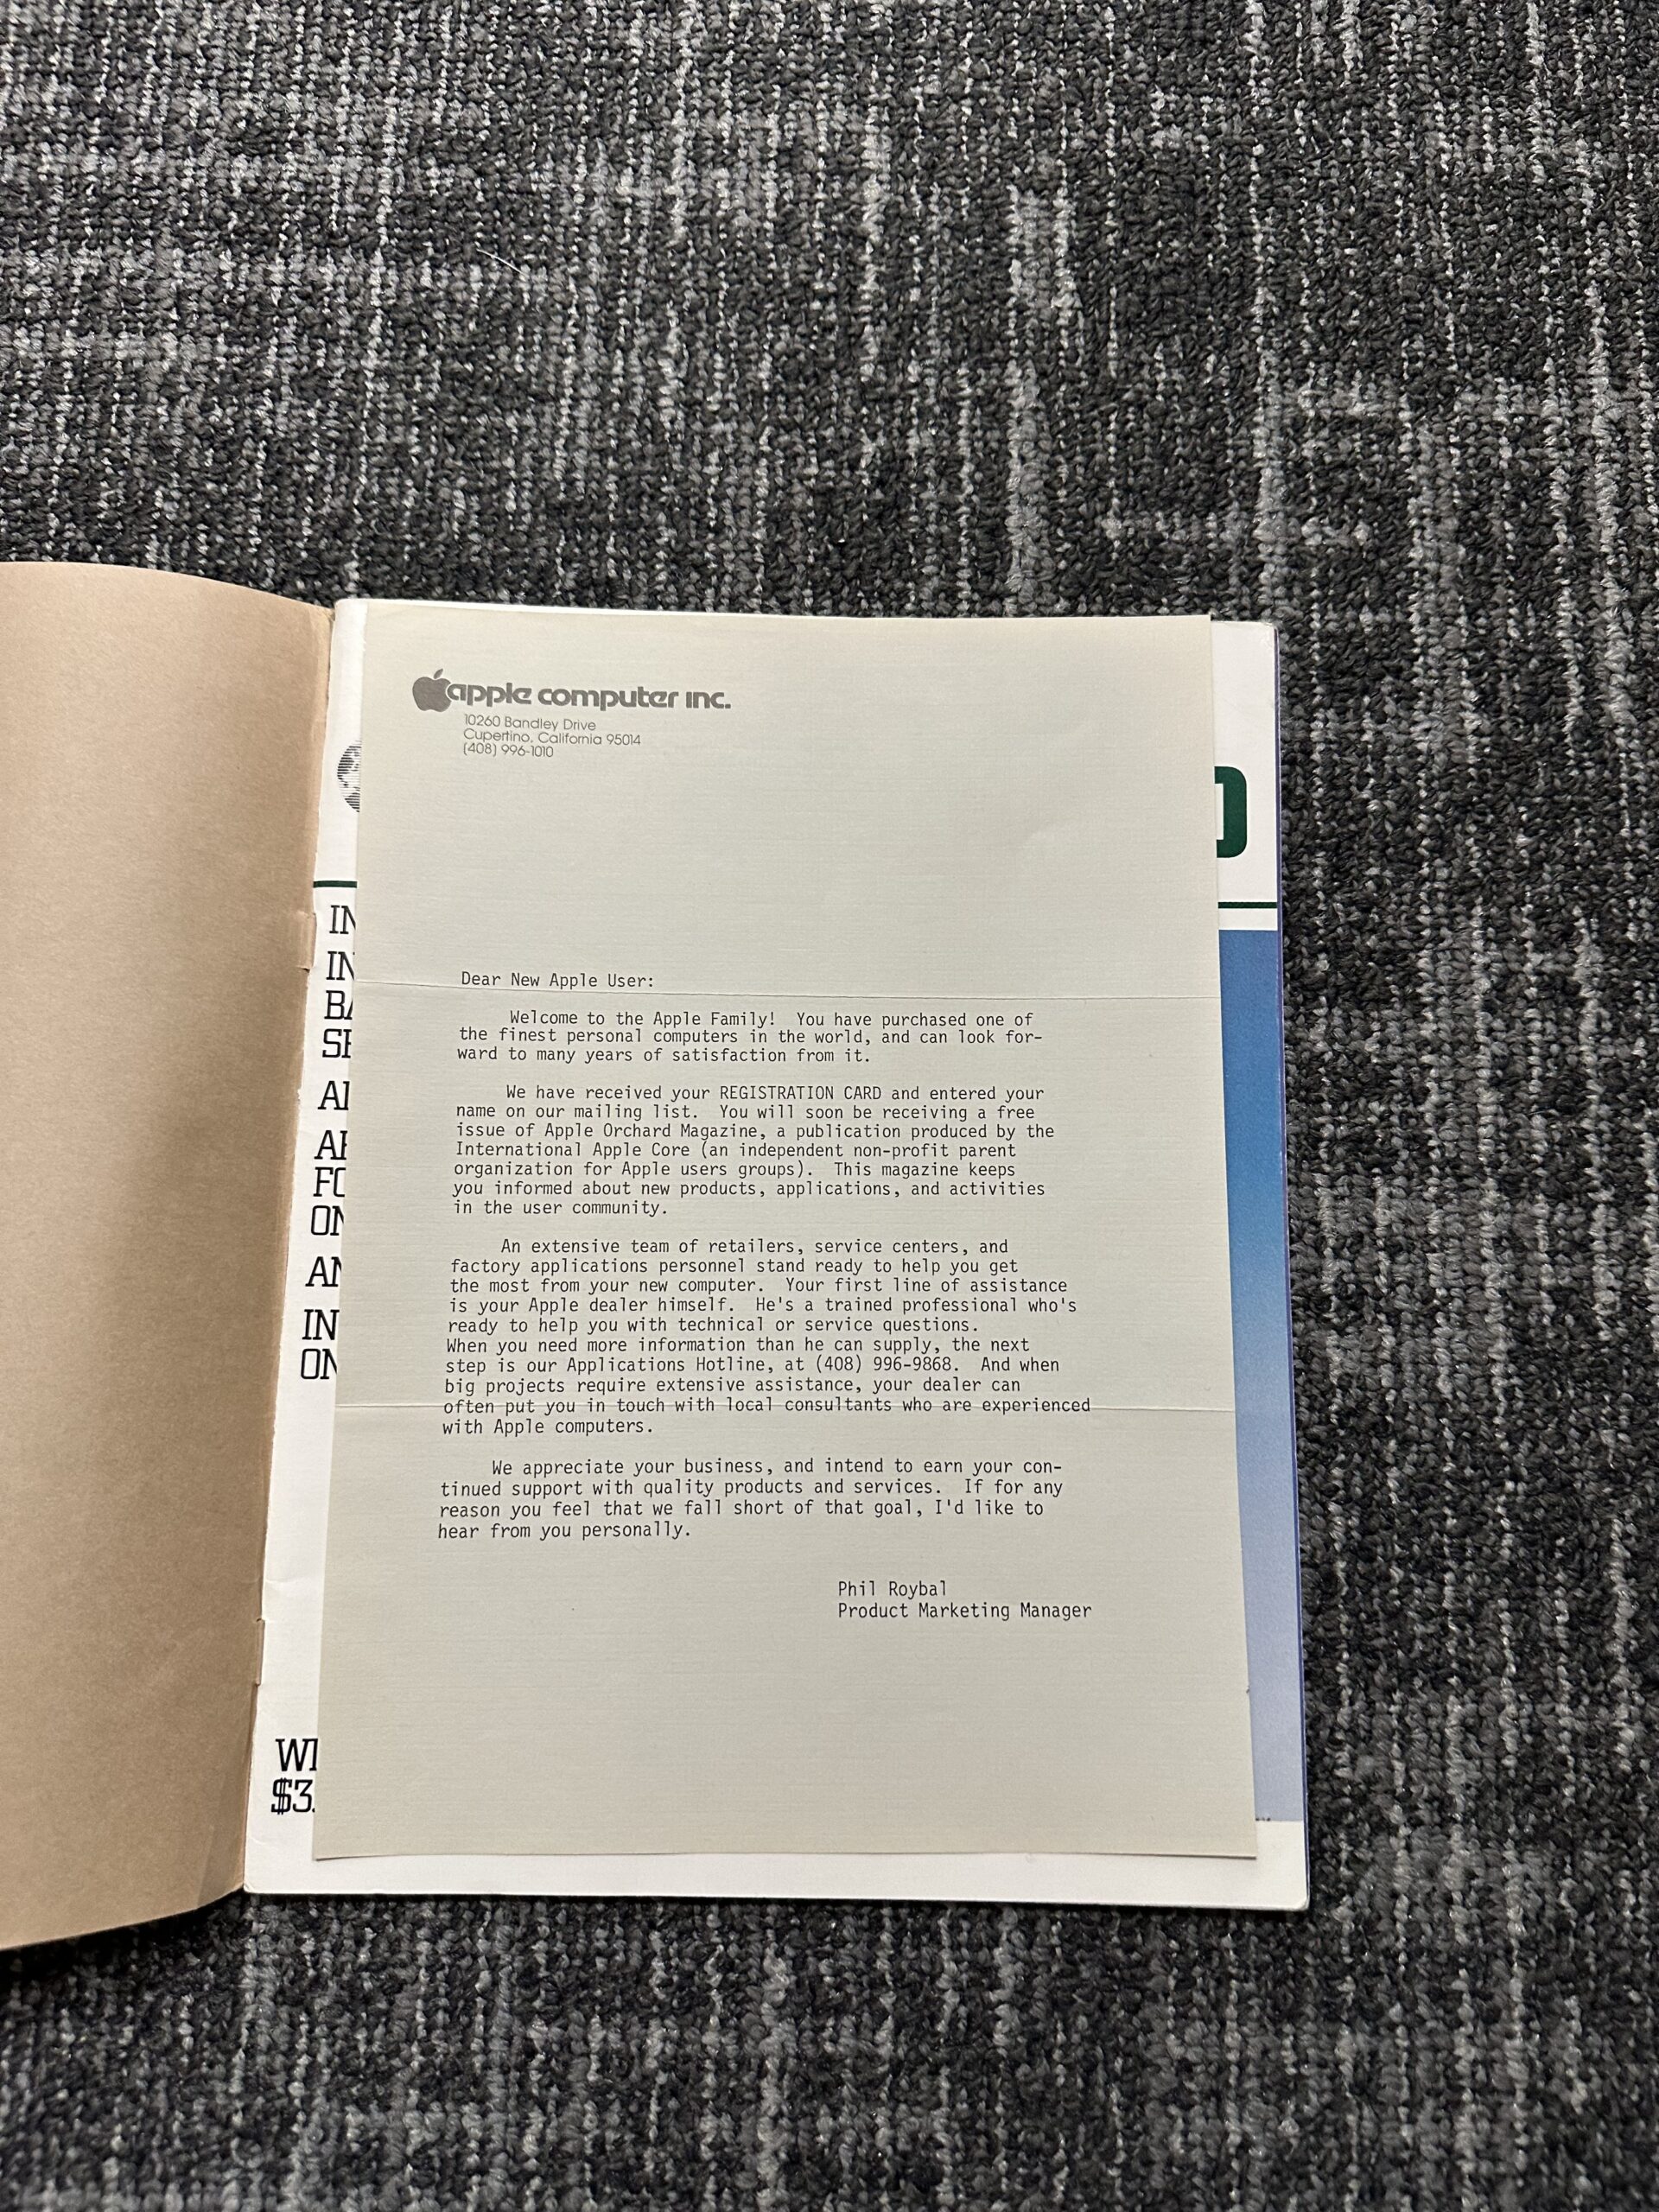 apple computer inc.
10260 Bandley Drive
Cupertino, California 95014
(408) 996-1010
Dear New Apple User:
Welcome to the Apple Family!  You have purchased one of
the finest personal computers in the world, and can look for-
ward to many years of satisfaction from it.
We have received your REGISTRATION CARD and entered your
name on our mailing list.  You will soon be receiving a free
issue of Apple Orchard Magazine, a publication produced by the
International Apple Core (an independent non-profit parent
organization for Apple users groups).  This magazine keeps
you informed about new products, applications, and activities
in the user community.
An extensive team of retailers, service centers, and
factory applications personnel stand ready to help you get
the most from your new computer.  Your first line of assistance
is your Apple dealer himself.  He's a trained professional who's
ready to help you with technical or service questions.
When you need more information than he can supply, the next
step is our Applications Hotline, at (408) 996-9868.  And when
big projects require extensive assistance, your dealer can
often put you in touch with local consultants who are experienced
with Apple computers.
We appreciate your business, and intend to earn your con-
tinued support with quality products and services.  If for any
reason you feel that we fall short of that goal, I'd like to
hear from you personally.
Phil Roybal
Product Marketing Manager